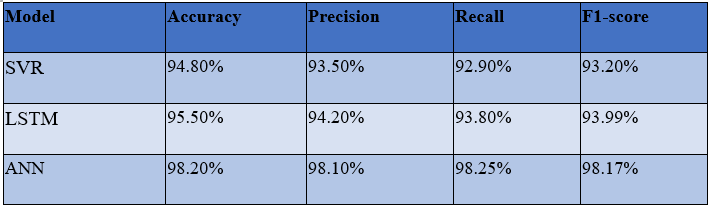 Model Accuracy Precision Recall F1-score
SVR 94.80% 93.50% 92.90% 93.20%
LSTM 95.50% 94.20% 93.80% 93.99%
ANN 98.20% 98.10% 98.25% 98.17%